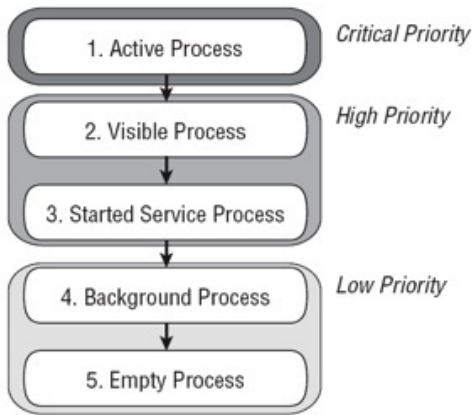 1. Active Process
Critical Priority
2. Visible Process
High Priority
3. Started Service Process
4. Background Process
Low Priority
5. Empty Process